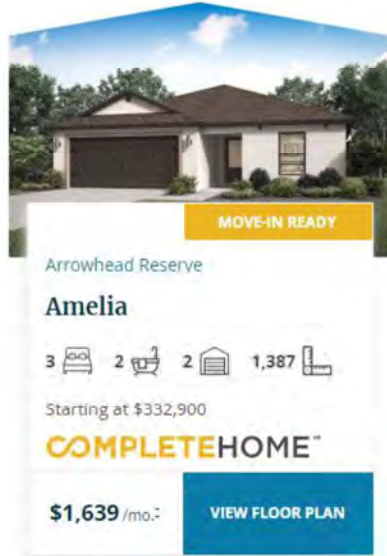 MOVE-IN READY
Arrowhead Reserve
Amelia
3 2 2 1,387
Starting at $332,900
COMPLETEHOME™
$1,639 /mo.
VIEW FLOOR PLAN